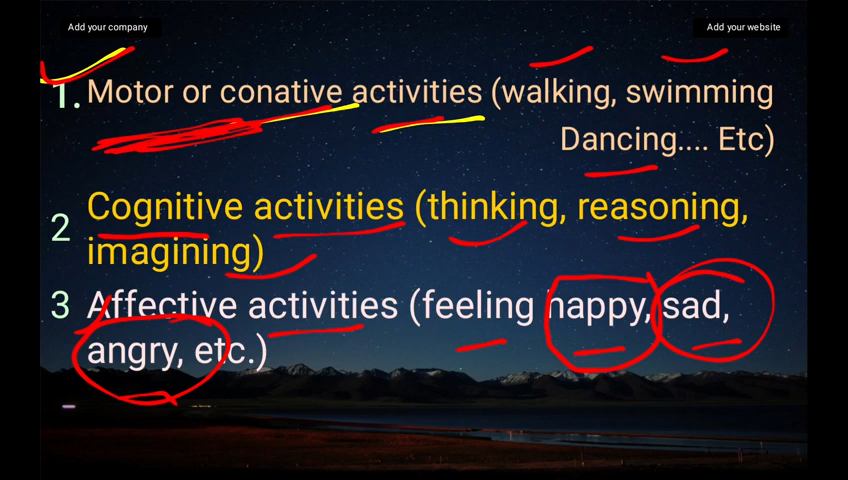 Add your company
Add your website
1. Motor or conative activities (walking, swimming
Dancing.... Etc)
2 Cognitive activities (thinking, reasoning,
imagining)
3 Affective activities (feeling happy, sad,
angry, etc.)